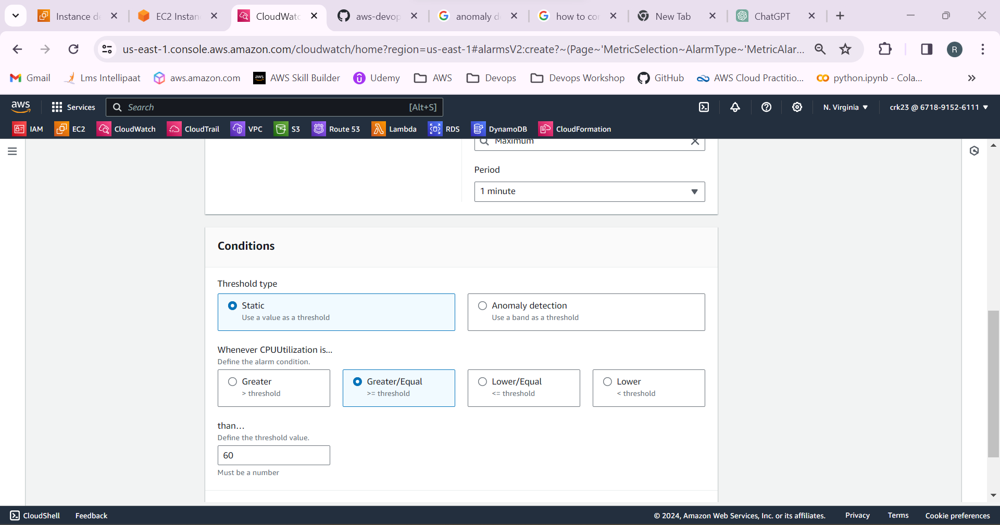 Instance de
EC2 Instan
CloudWatc
aws-devop
anomaly d
how to co
New Tab
ChatGPT
us-east-1.console.aws.amazon.com/cloudwatch/home?region=us-east-1#alarmsV2:create?~(Page~'MetricSelection~AlarmType~'MetricAlar...
R
Gmail
Lms Intellipaat
aws.amazon.com
aws
AWS Skill Builder
Udemy
AWS
Devops
Devops Workshop
GitHub
AWS Cloud Practitio...
python.ipynb - Cola...
aws
Services
Search
[Alt+S]
N. Virginia
crk23 @ 6718-9152-6111
IAM
EC2
CloudWatch
CloudTrail
VPC
S3
Route 53
Lambda
RDS
DynamoDB
CloudFormation
Maximum
Period
1 minute
Conditions
Threshold type
Static
Use a value as a threshold
Anomaly detection
Use a band as a threshold
Whenever CPUUtilization is...
Define the alarm condition.
Greater
> threshold
Greater/Equal
>= threshold
Lower/Equal
<= threshold
Lower
< threshold
than...
Define the threshold value.
60
Must be a number
CloudShell
Feedback
© 2024, Amazon Web Services, Inc. or its affiliates.
Privacy
Terms
Cookie preferences